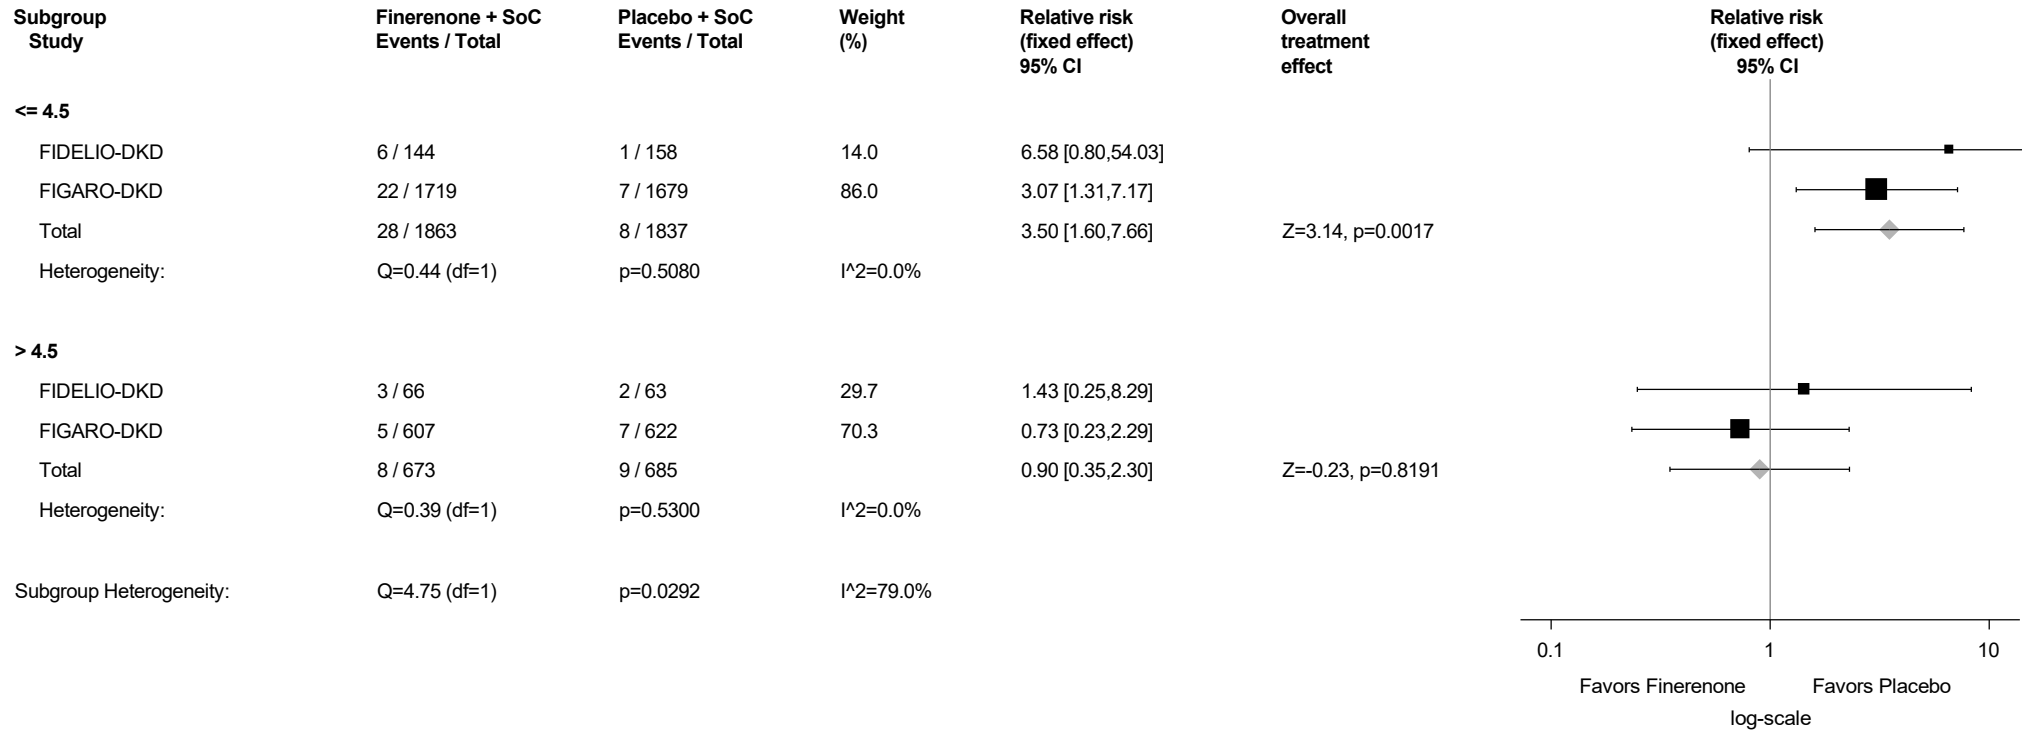 Subgroup Finerenone + SoC Placebo + SoC Weight Relative risk Overall Relative risk
Study Events / Total Events / Total (%) (fixed effect) treatment (fixed effect)
95% CI effect 95% CI
<= 4.5
FIDELIO-DKD 6 / 144 1 / 158 14.0 6.58 [0.80,54.03]
FIGARO-DKD 22 / 1719 7 / 1679 86.0 3.07 [1.31,7.17]
Total 28 / 1863 8 / 1837 3.50 [1.60,7.66] Z=3.14, p=0.0017
Heterogeneity: Q=0.44 (df=1) p=0.5080 I^2=0.0%
> 4.5
FIDELIO-DKD 3 / 66 2 / 63 29.7 1.43 [0.25,8.29]
FIGARO-DKD 5 / 607 7 / 622 70.3 0.73 [0.23,2.29]
Total 8 / 673 9 / 685 0.90 [0.35,2.30] Z=-0.23, p=0.8191
Heterogeneity: Q=0.39 (df=1) p=0.5300 I^2=0.0%
Subgroup Heterogeneity: Q=4.75 (df=1) p=0.0292 I^2=79.0%
0.1 1 10
Favors Finerenone Favors Placebo
log-scale